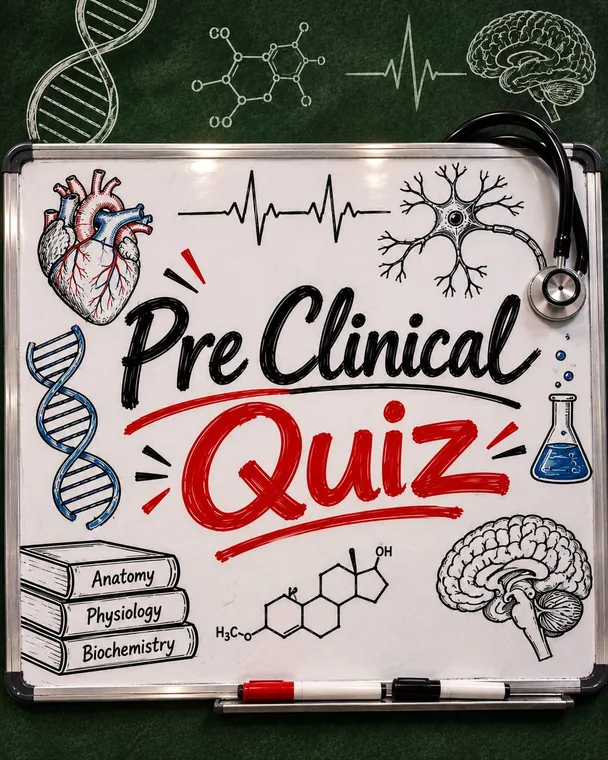 Pre Clinical
Quiz
Anatomy
Physiology
Biochemistry
OH
H₃C-O